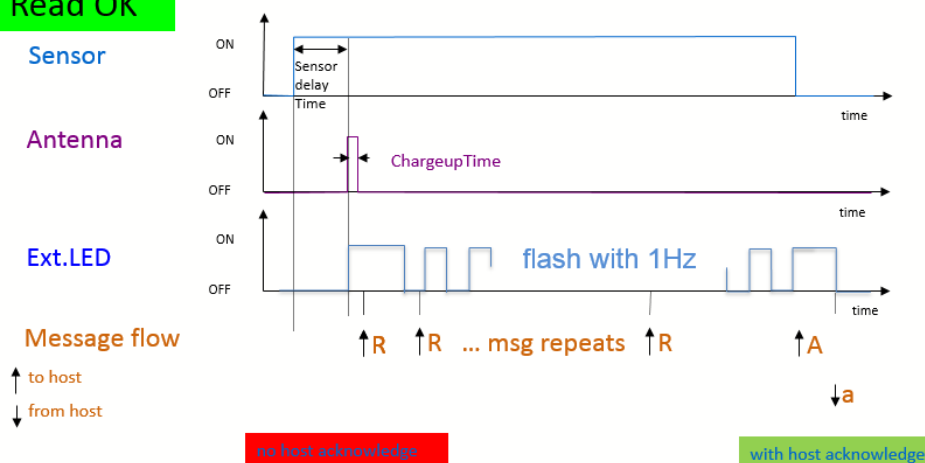 Read OK
Sensor
ON
OFF
Sensor
delay
Time
time
Antenna
ON
OFF
ChargeupTime
time
Ext.LED
ON
OFF
flash with 1Hz
time
Message flow
R
R
... msg repeats
R
A
to host
from host
a
no host acknowledge
with host acknowledge